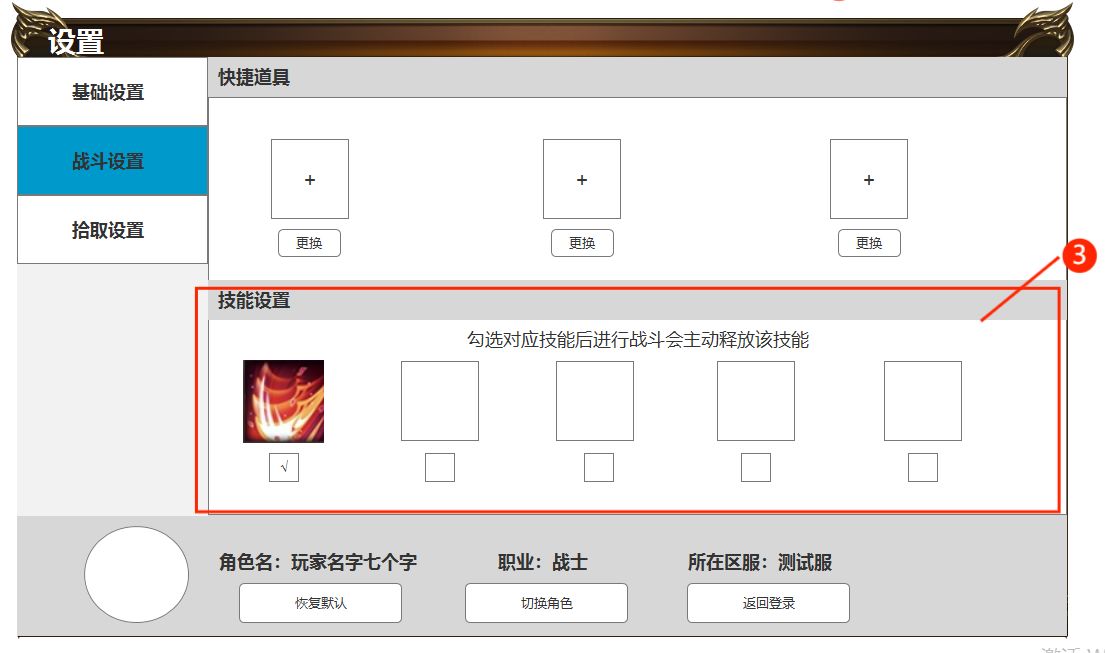 设置
基础设置
战斗设置
拾取设置
快捷道具
+ + +
更换 更换 更换
3
技能设置
勾选对应技能后进行战斗会主动释放该技能
√
角色名：玩家名字七个字 职业：战士 所在区服：测试服
恢复默认 切换角色 返回登录